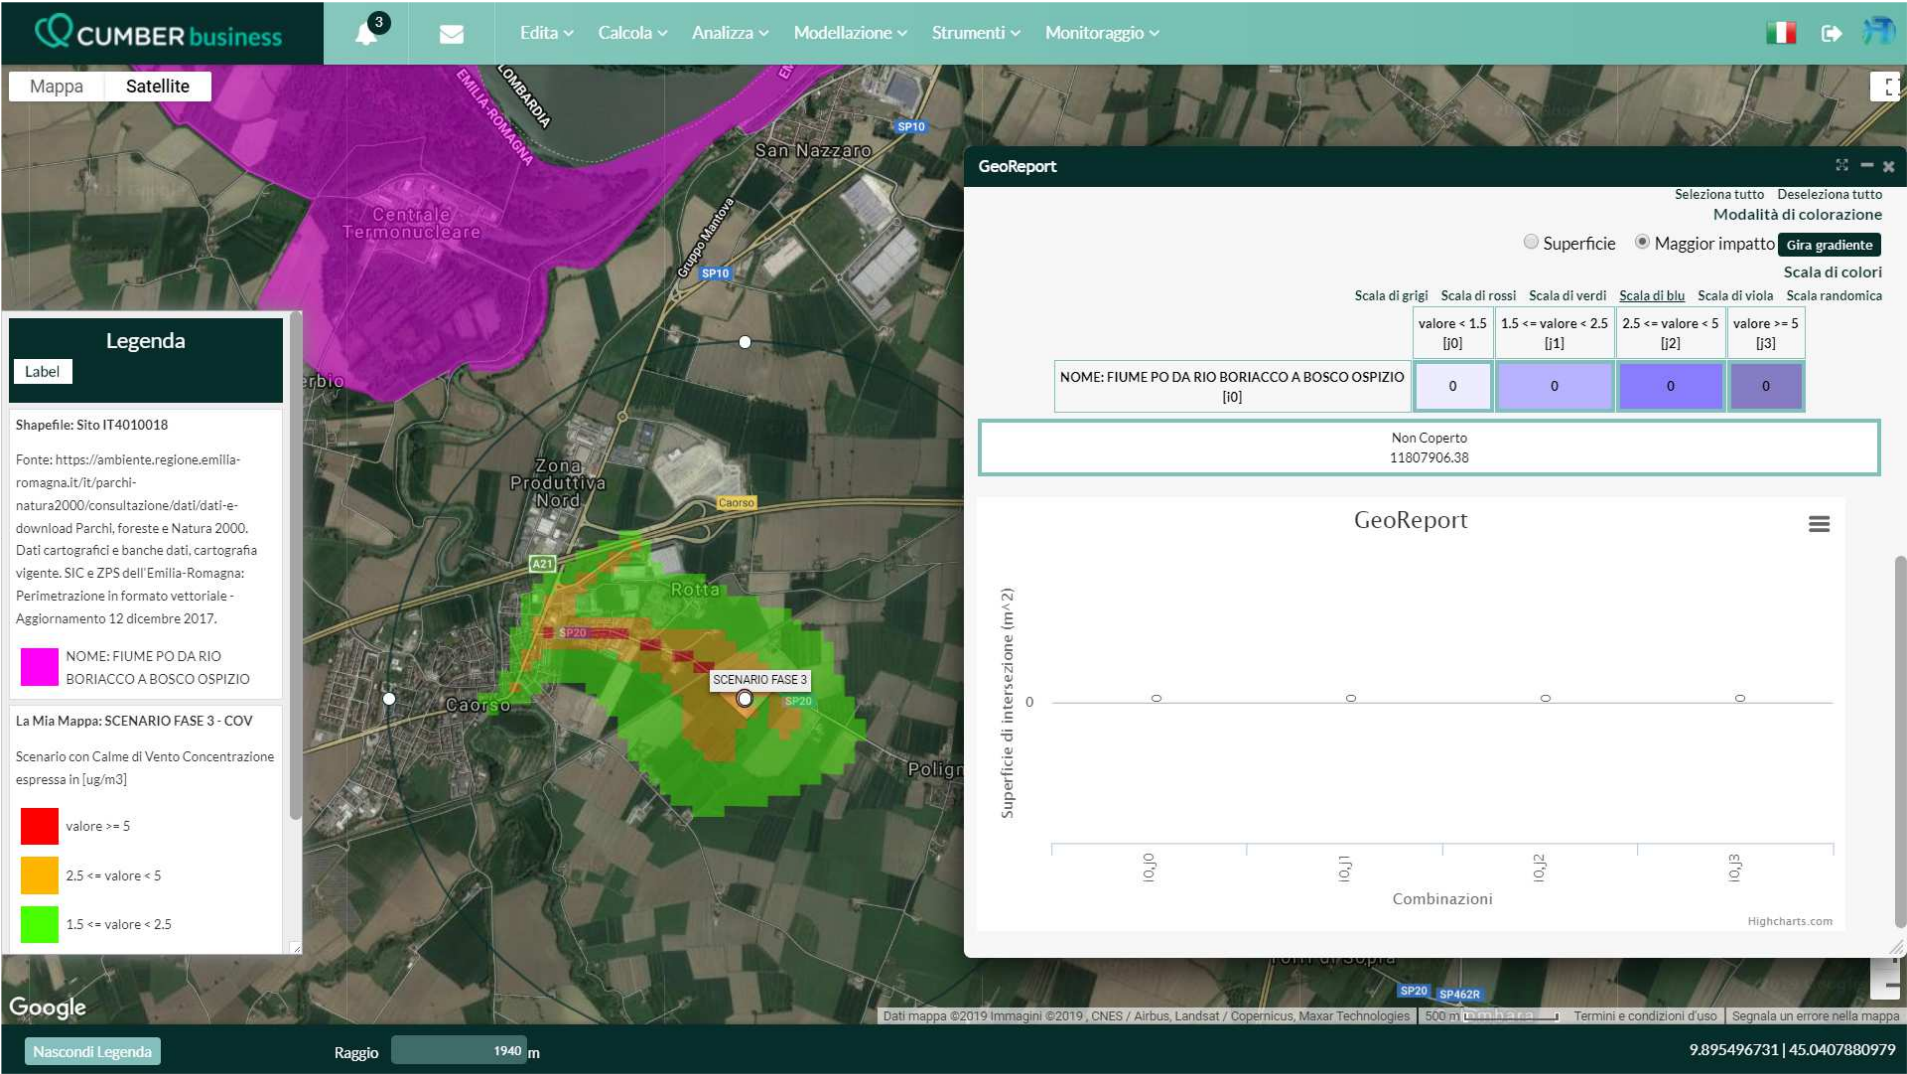 CUMBER business
3
Edita
Calcola
Analizza
Modellazione
Strumenti
Monitoraggio
Mappa
Satellite
LOMBARDIA
EMILIA-ROMAGNA
SP10
San Nazzaro
Centrale
Termonucleare
Gruppo Mantova
SP10
Zona
Produttiva
Nord
Caorso
A21
Rotta
SP20
SCENARIO FASE 3
SP20
Caorso
Polign
Legenda
Label
Shapefile: Sito IT4010018
Fonte: https://ambiente.regione.emilia-
romagna.it/it/parchi-
natura2000/consultazione/dati/dati-e-
download Parchi, foreste e Natura 2000.
Dati cartografici e banche dati, cartografia
vigente. SIC e ZPS dell'Emilia-Romagna:
Perimetrazione in formato vettoriale -
Aggiornamento 12 dicembre 2017.
NOME: FIUME PO DA RIO
BORIACCO A BOSCO OSPIZIO
La Mia Mappa: SCENARIO FASE 3 - COV
Scenario con Calme di Vento Concentrazione
espressa in [ug/m3]
valore >= 5
2.5 <= valore < 5
1.5 <= valore < 2.5
GeoReport
Seleziona tutto Deseleziona tutto
Modalità di colorazione
Superficie Maggior impatto Gira gradiente
Scala di colori
Scala di grigi Scala di rossi Scala di verdi Scala di blu Scala di viola Scala randomica
valore < 1.5 [j0]
1.5 <= valore < 2.5 [j1]
2.5 <= valore < 5 [j2]
valore >= 5 [j3]
NOME: FIUME PO DA RIO BORIACCO A BOSCO OSPIZIO
[i0]
0 0 0 0
Non Coperto
11807906.38
GeoReport
Superficie di intersezione (m^2)
0
0 0 0 0
i0,j0 i0,j1 i0,j2 i0,j3
Combinazioni
Highcharts.com
SP20 SP462R
Google
Dati mappa ©2019 Immagini ©2019 , CNES / Airbus, Landsat / Copernicus, Maxar Technologies
500 m
Termini e condizioni d'uso
Segnala un errore nella mappa
Nascondi Legenda
Raggio 1940 m
9.895496731 | 45.0407880979